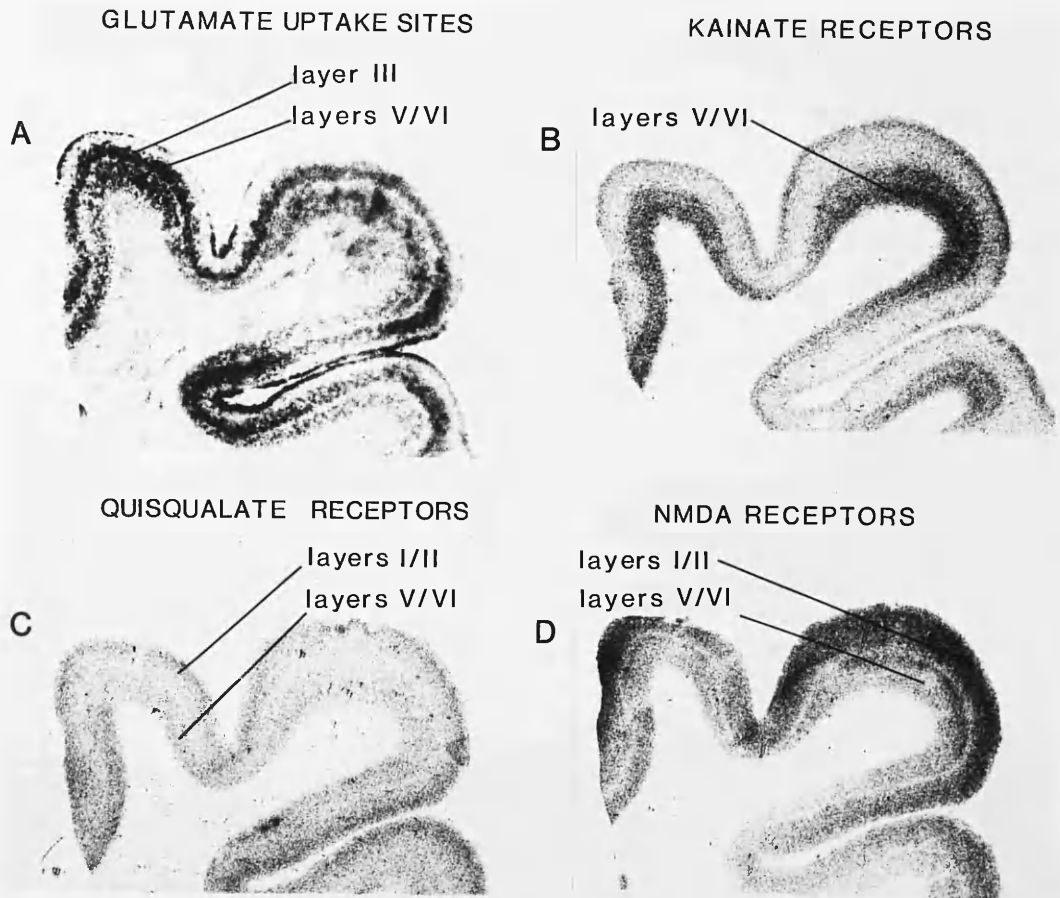 GLUTAMATE UPTAKE SITES
layer III
layers V/VI
A
KAINATE RECEPTORS
layers V/VI
B
QUISQUALATE RECEPTORS
layers I/II
layers V/VI
C
NMDA RECEPTORS
layers I/II
layers V/VI
D